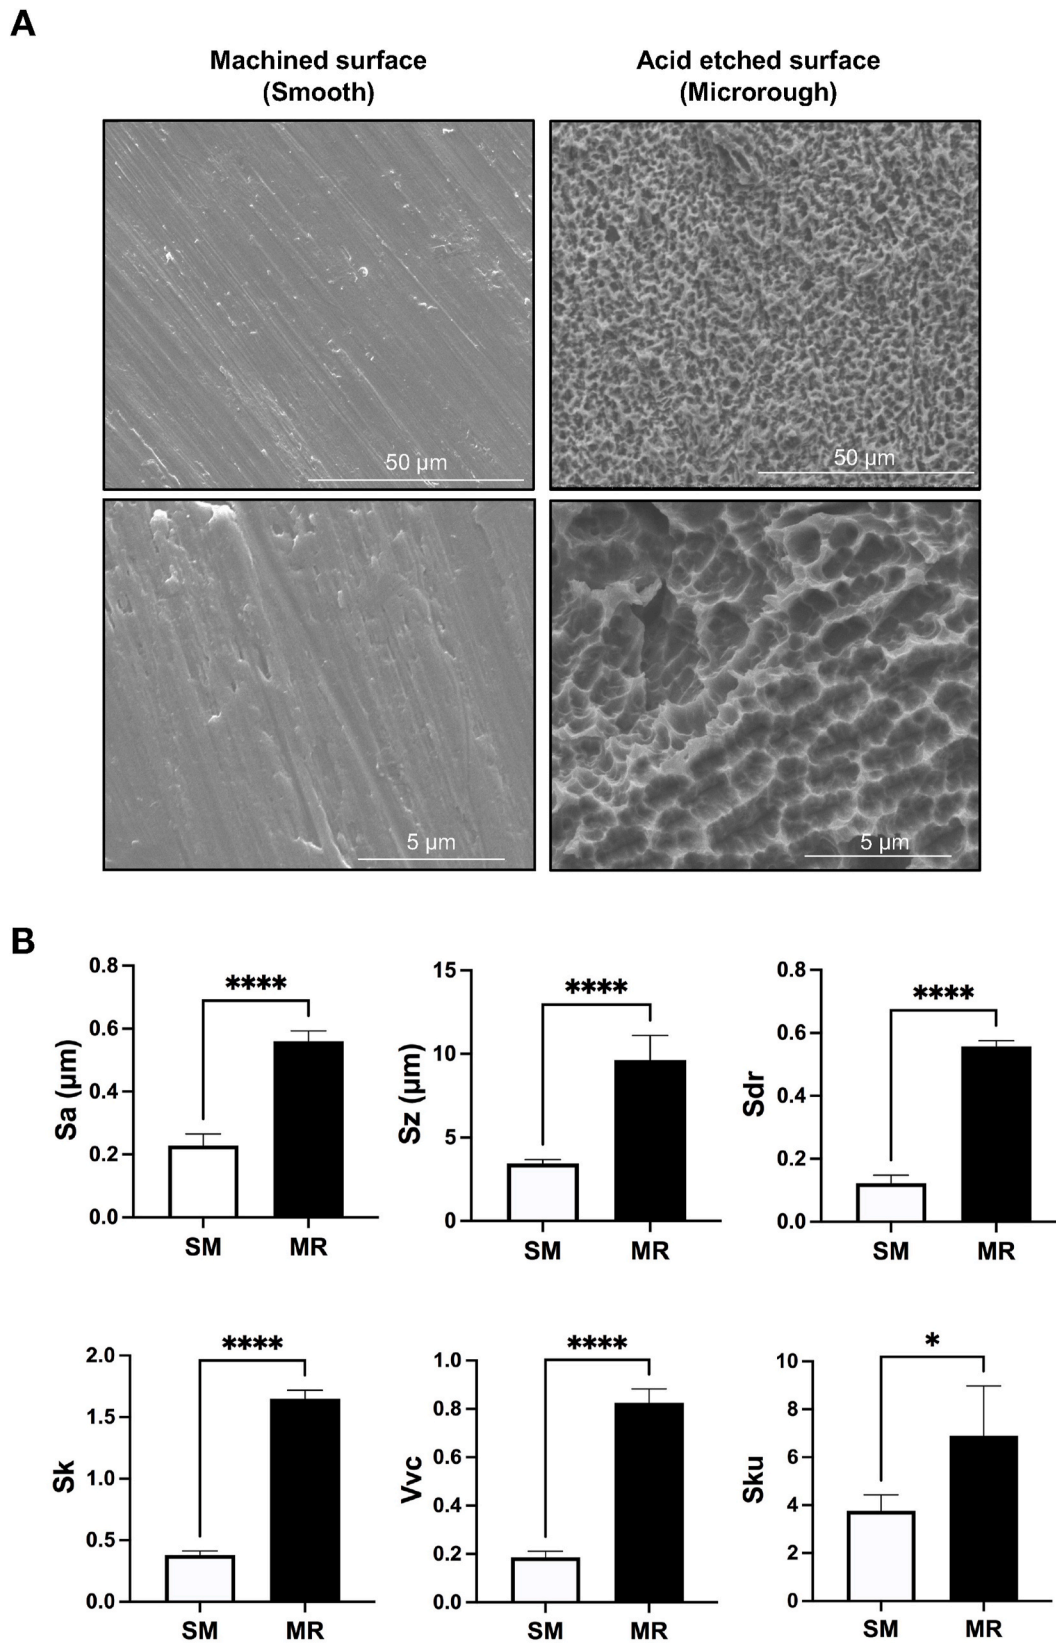 A
Machined surface
(Smooth)
Acid etched surface
(Microrough)
50 µm
50 µm
5 µm
5 µm
B
0.8
0.6
0.4
0.2
0.0
Sa (µm)
****
SM
MR
15
10
5
0
Sz (µm)
****
SM
MR
0.8
0.6
0.4
0.2
0.0
Sdr
****
SM
MR
2.0
1.5
1.0
0.5
0.0
Sk
****
SM
MR
1.0
0.8
0.6
0.4
0.2
0.0
Vvc
****
SM
MR
10
8
6
4
2
0
Sku
*
SM
MR